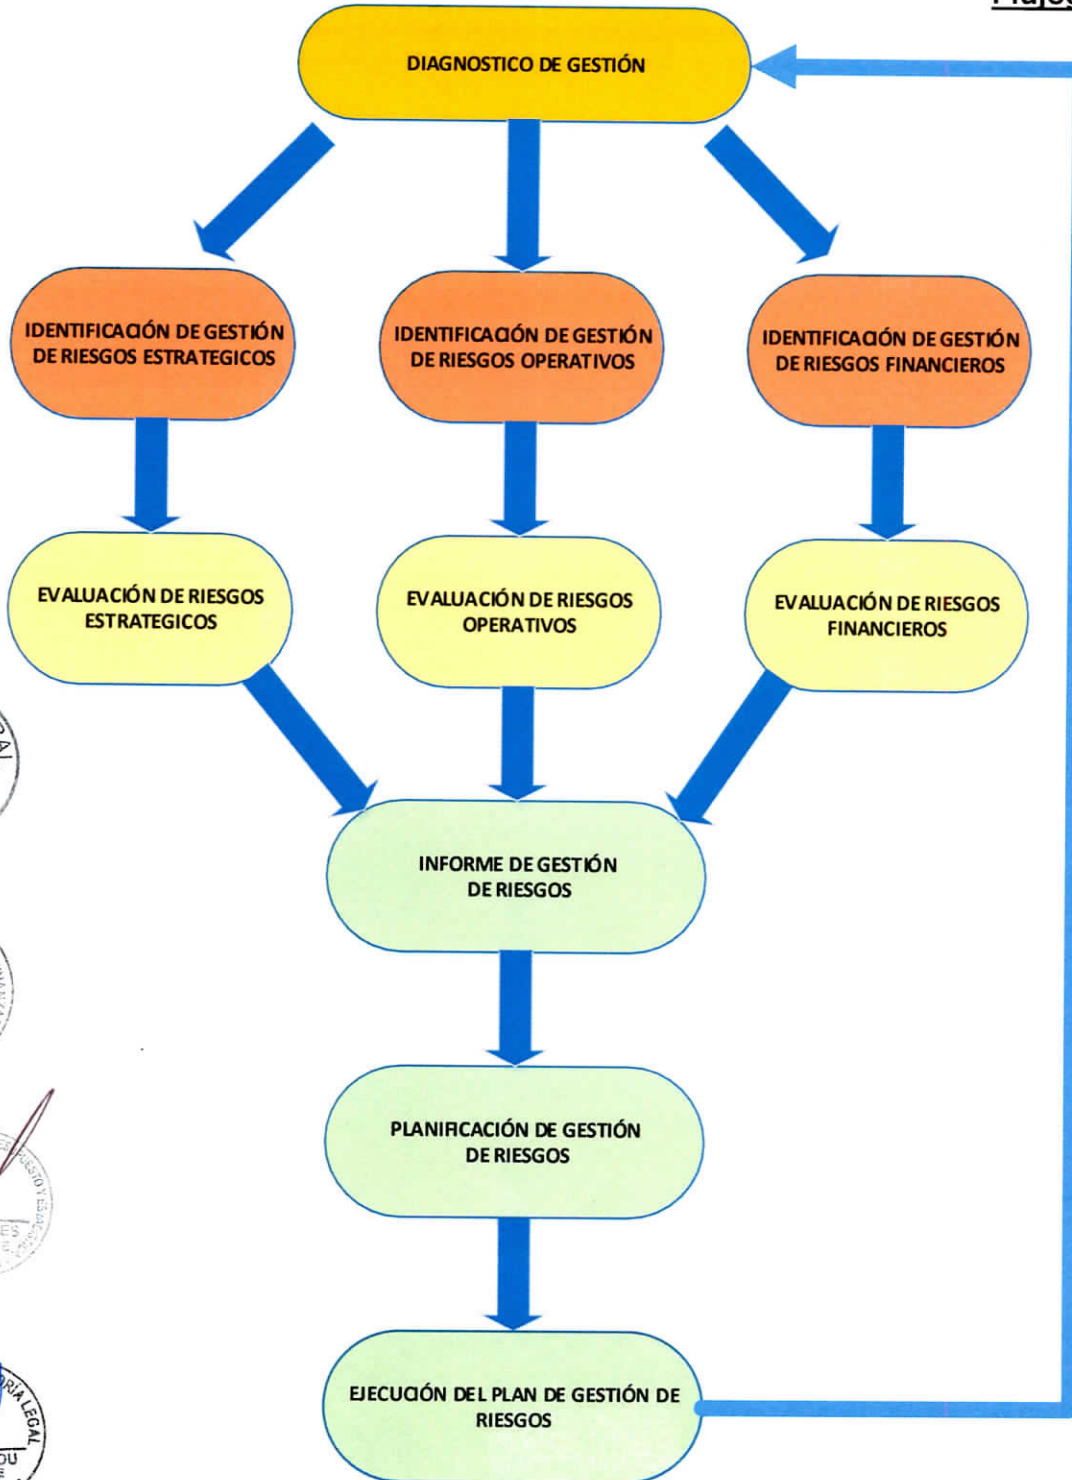 DIAGNOSTICO DE GESTIÓN
IDENTIFICACIÓN DE GESTIÓN
DE RIESGOS ESTRATEGICOS
IDENTIFICACIÓN DE GESTIÓN
DE RIESGOS OPERATIVOS
IDENTIFICACIÓN DE GESTIÓN
DE RIESGOS FINANCIEROS
EVALUACIÓN DE RIESGOS
ESTRATEGICOS
EVALUACIÓN DE RIESGOS
OPERATIVOS
EVALUACIÓN DE RIESGOS
FINANCIEROS
INFORME DE GESTIÓN
DE RIESGOS
PLANIFICACIÓN DE GESTIÓN
DE RIESGOS
EJECUCIÓN DEL PLAN DE GESTIÓN DE
RIESGOS
LEGAL